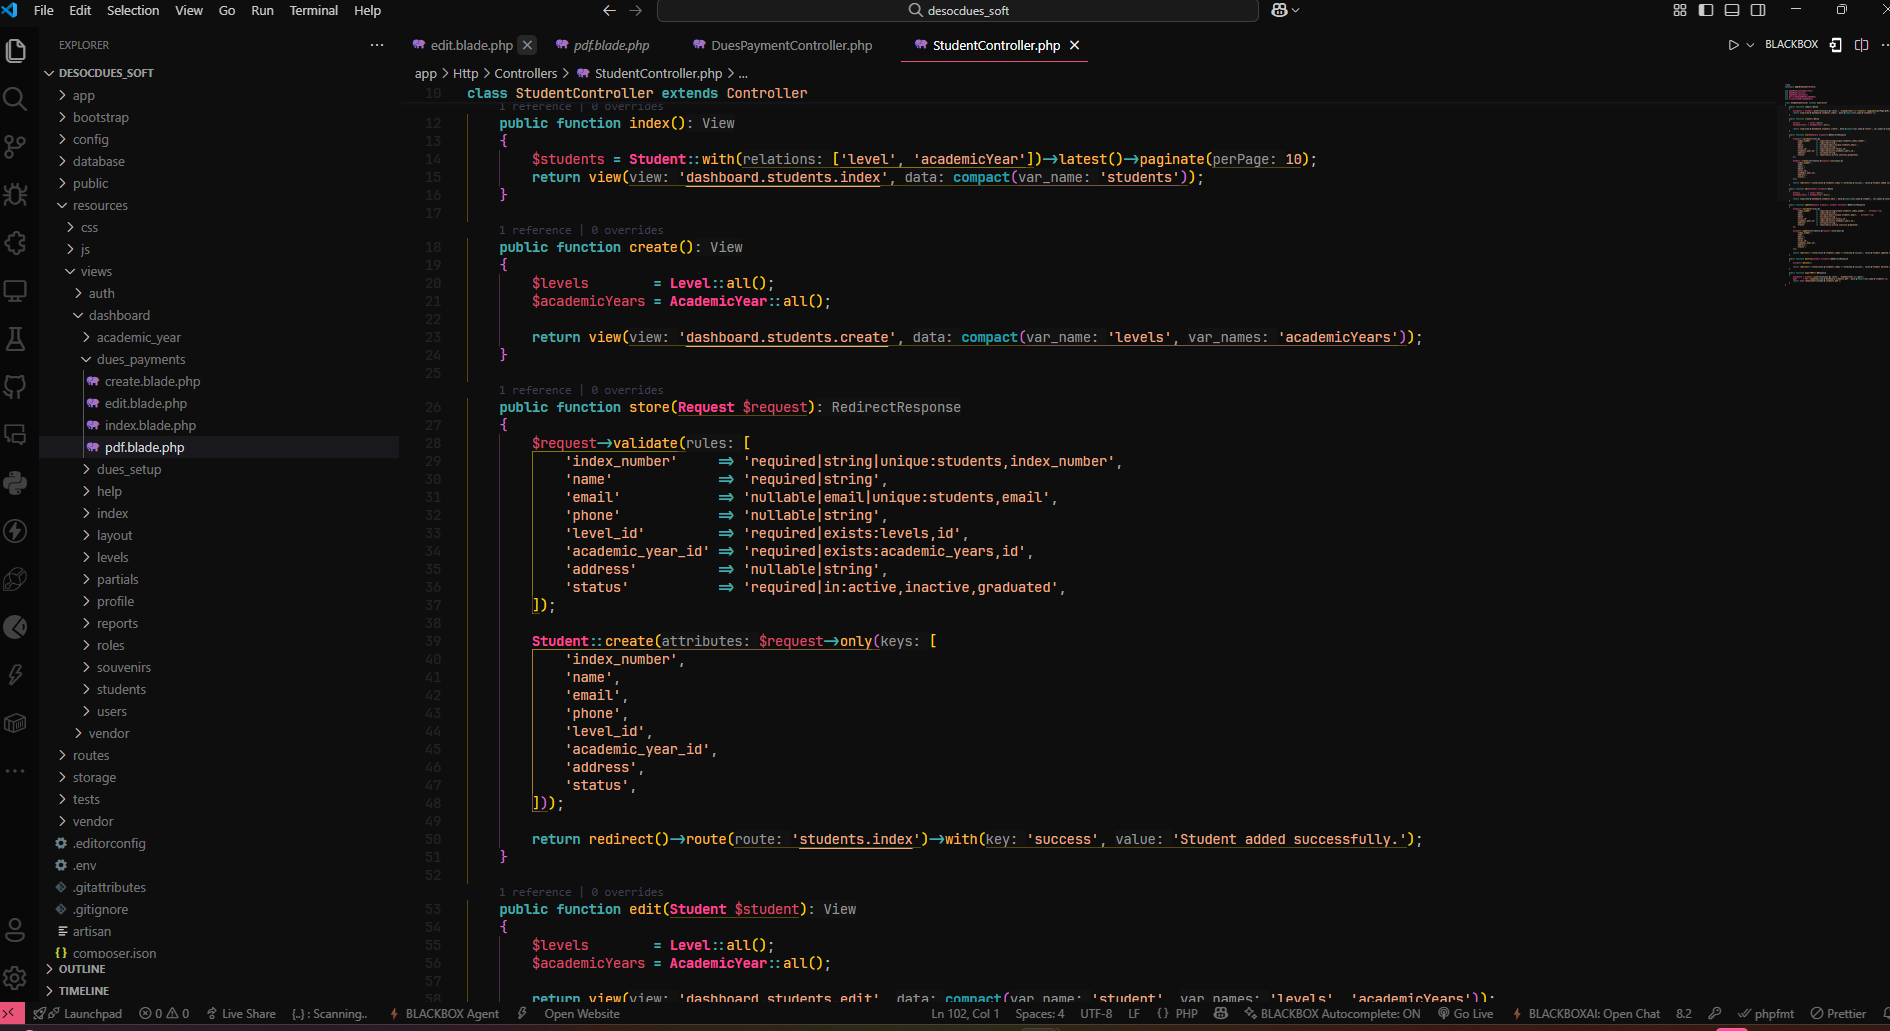 File Edit Selection View Go Run Terminal Help
desocdues_soft
EXPLORER
DESOCDUES_SOFT
app
bootstrap
config
database
public
resources
css
js
views
auth
dashboard
academic_year
dues_payments
create.blade.php
edit.blade.php
index.blade.php
pdf.blade.php
dues_setup
help
index
layout
levels
partials
profile
reports
roles
souvenirs
students
users
vendor
routes
storage
tests
vendor
.editorconfig
.env
.gitattributes
.gitignore
artisan
composer.json
OUTLINE
TIMELINE
edit.blade.php pdf.blade.php DuesPaymentController.php StudentController.php
BLACKBOX
app > Http > Controllers > StudentController.php > ...
10 class StudentController extends Controller
1 reference | 0 overrides
12 public function index(): View
13 {
14 $students = Student::with(relations: ['level', 'academicYear'])->latest()->paginate(perPage: 10);
15 return view(view: 'dashboard.students.index', data: compact(var_name: 'students'));
16 }
17
1 reference | 0 overrides
18 public function create(): View
19 {
20 $levels = Level::all();
21 $academicYears = AcademicYear::all();
22
23 return view(view: 'dashboard.students.create', data: compact(var_name: 'levels', var_names: 'academicYears'));
24 }
25
1 reference | 0 overrides
26 public function store(Request $request): RedirectResponse
27 {
28 $request->validate(rules: [
29 'index_number' => 'required|string|unique:students,index_number',
30 'name' => 'required|string',
31 'email' => 'nullable|email|unique:students,email',
32 'phone' => 'nullable|string',
33 'level_id' => 'required|exists:levels,id',
34 'academic_year_id' => 'required|exists:academic_years,id',
35 'address' => 'nullable|string',
36 'status' => 'required|in:active,inactive,graduated',
37 ]);
38
39 Student::create(attributes: $request->only(keys: [
40 'index_number',
41 'name',
42 'email',
43 'phone',
44 'level_id',
45 'academic_year_id',
46 'address',
47 'status',
48 ]));
49
50 return redirect()->route(route: 'students.index')->with(key: 'success', value: 'Student added successfully.');
51 }
52
1 reference | 0 overrides
53 public function edit(Student $student): View
54 {
55 $levels = Level::all();
56 $academicYears = AcademicYear::all();
57
58 return view(view: 'dashboard.students.edit', data: compact(var_name: 'student', var_names: 'levels', 'academicYears'));
Launchpad 0 0 Live Share {..} : Scanning.. BLACKBOX Agent Open Website Ln 102, Col 1 Spaces: 4 UTF-8 LF {} PHP BLACKBOX Autocomplete: ON Go Live BLACKBOXAI: Open Chat 8.2 phpfmt Prettier